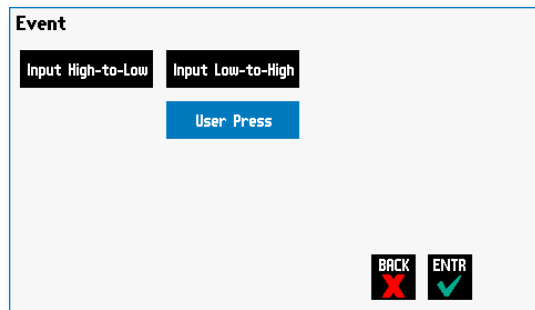 Event
Input High-to-Low
Input Low-to-High
User Press
BACK
ENTR